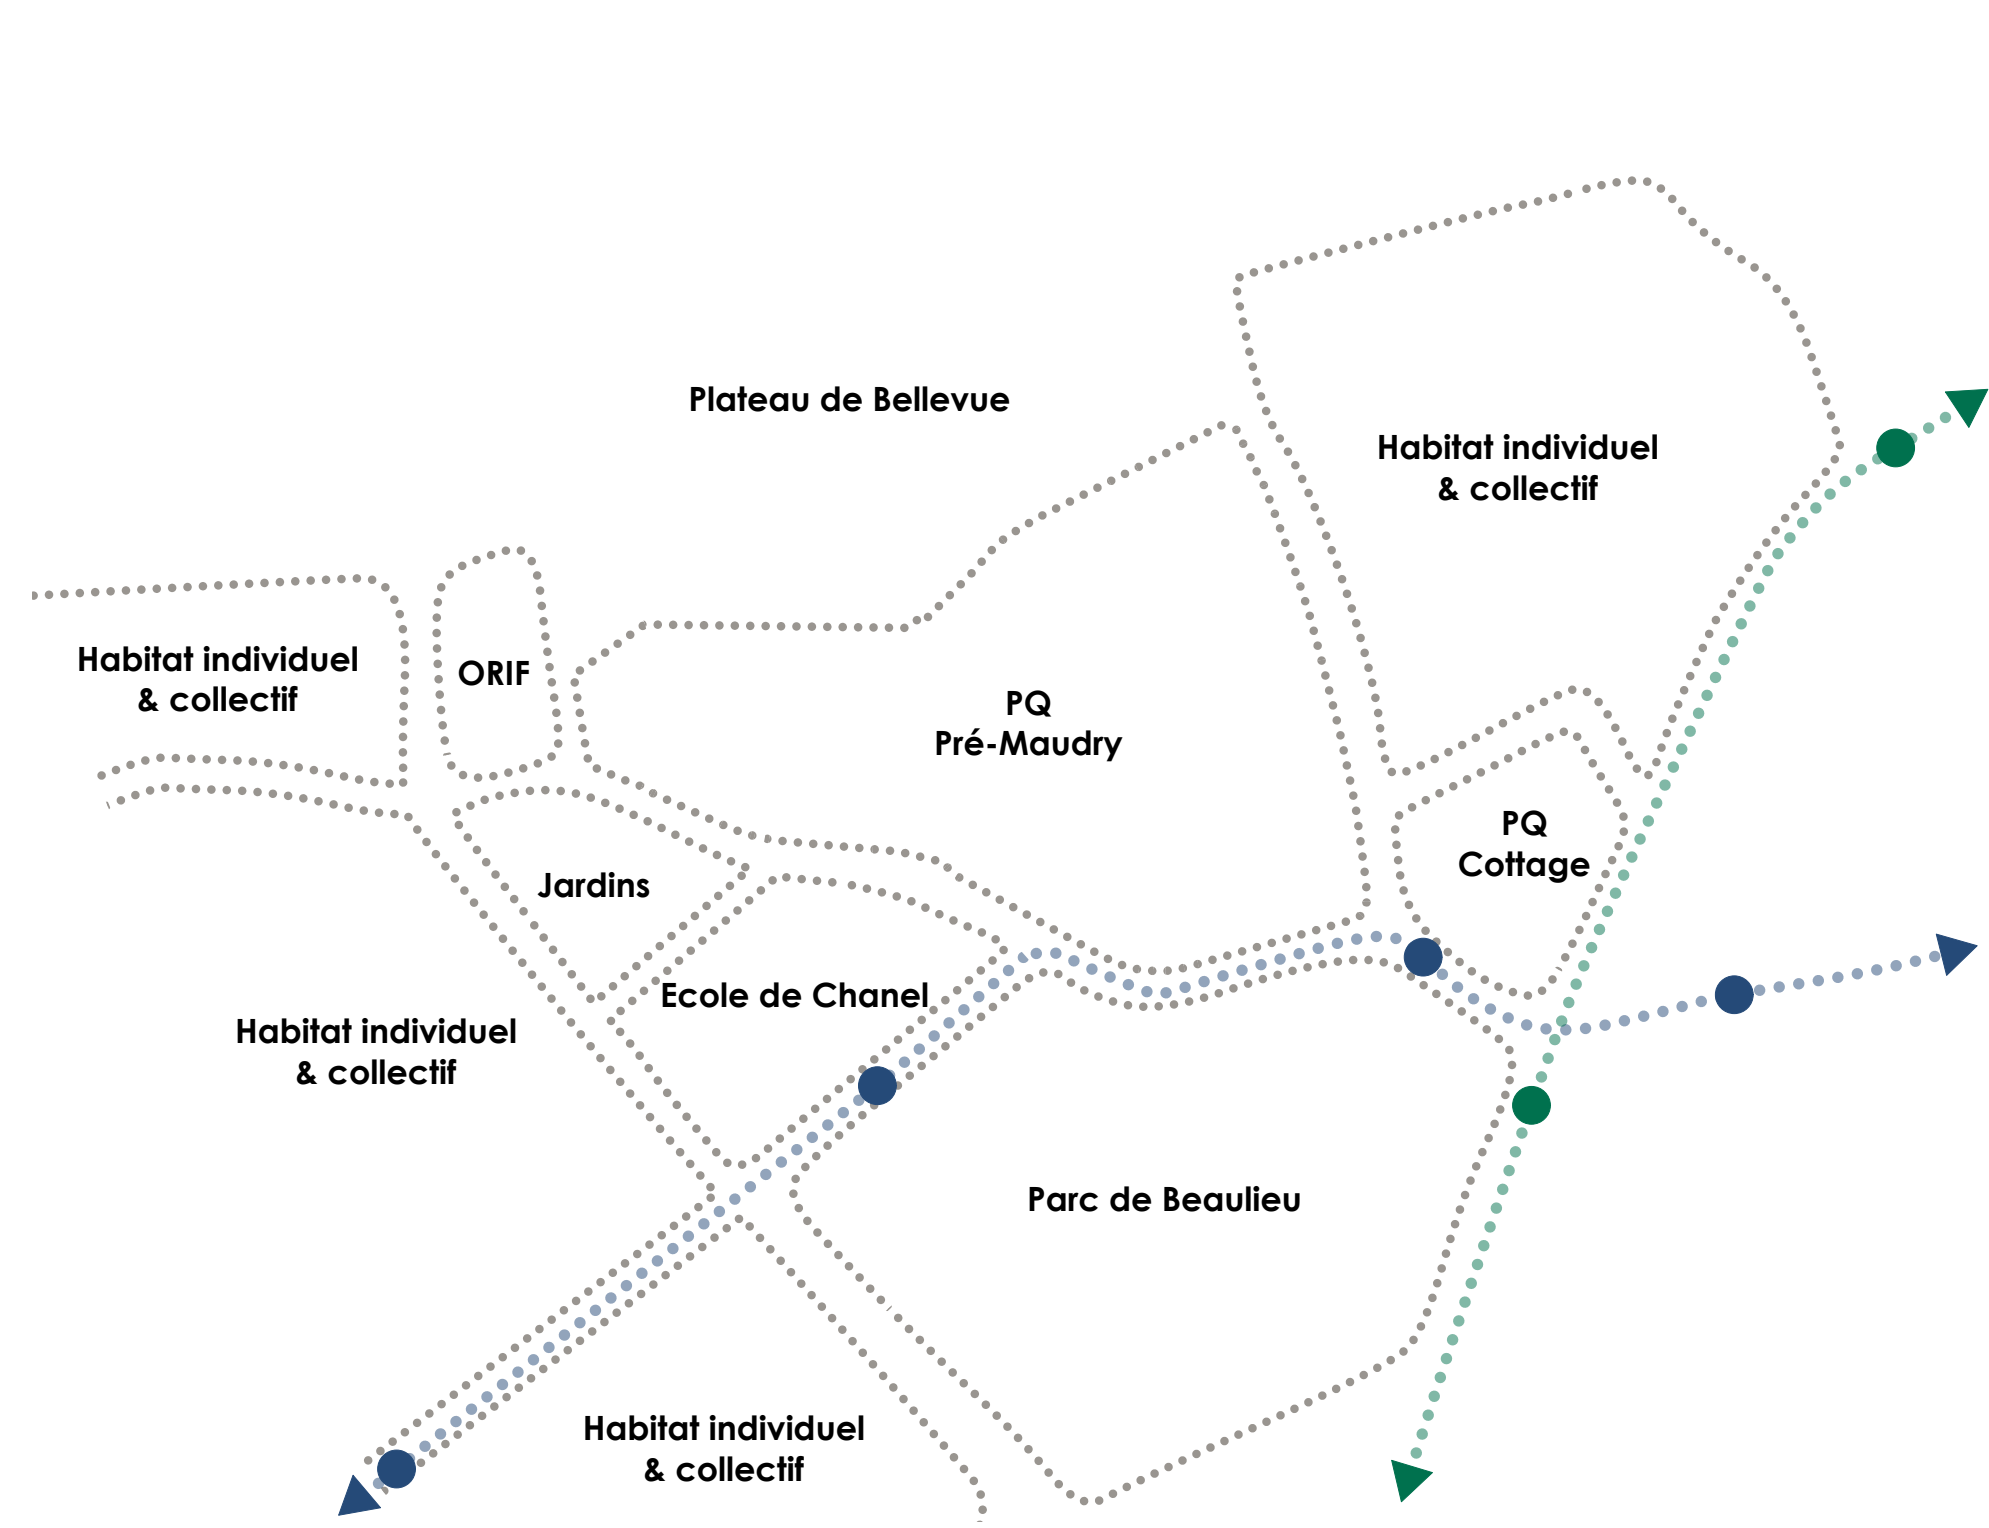 Plateau de Bellevue
Habitat individuel
& collectif
Habitat individuel
& collectif
ORIF
PQ
Pré-Maudry
PQ
Cottage
Jardins
Ecole de Chanel
Habitat individuel
& collectif
Parc de Beaulieu
Habitat individuel
& collectif